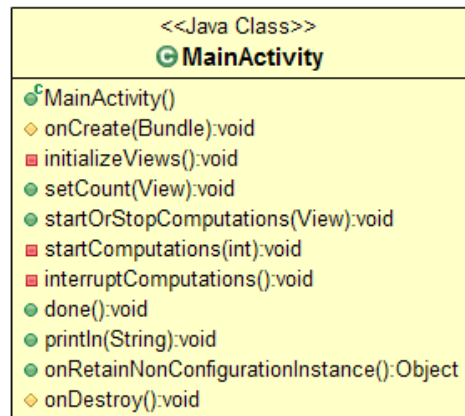 <<Java Class>>
MainActivity
MainActivity()
onCreate(Bundle):void
initializeViews():void
setCount(View):void
startOrStopComputations(View):void
startComputations(int):void
interruptComputations():void
done():void
println(String):void
onRetainNonConfigurationInstance():Object
onDestroy():void